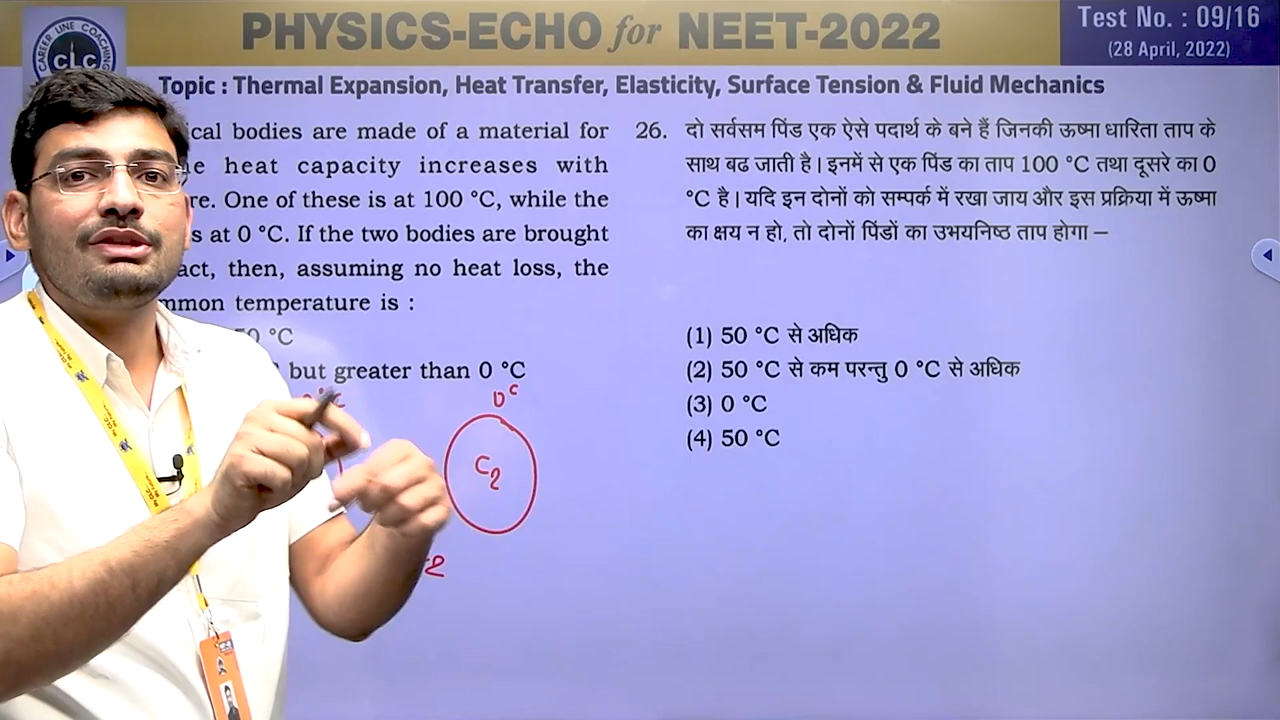 PHYSICS-ECHO for NEET-2022
Test No. : 09/16
(28 April, 2022)
CAREER LINE COACHING
CLC
Topic : Thermal Expansion, Heat Transfer, Elasticity, Surface Tension & Fluid Mechanics
ical bodies are made of a material for
e heat capacity increases with
re. One of these is at 100 °C, while the
s at 0 °C. If the two bodies are brought
act, then, assuming no heat loss, the
mmon temperature is :
50 °C
but greater than 0 °C
26. दो सर्वसम पिंड एक ऐसे पदार्थ के बने हैं जिनकी ऊष्मा धारिता ताप के
साथ बढ जाती है। इनमें से एक पिंड का ताप 100 °C तथा दूसरे का 0
°C है। यदि इन दोनों को सम्पर्क में रखा जाय और इस प्रक्रिया में ऊष्मा
का क्षय न हो, तो दोनों पिंडों का उभयनिष्ठ ताप होगा –
(1) 50 °C से अधिक
(2) 50 °C से कम परन्तु 0 °C से अधिक
(3) 0 °C
(4) 50 °C
0°C
C2